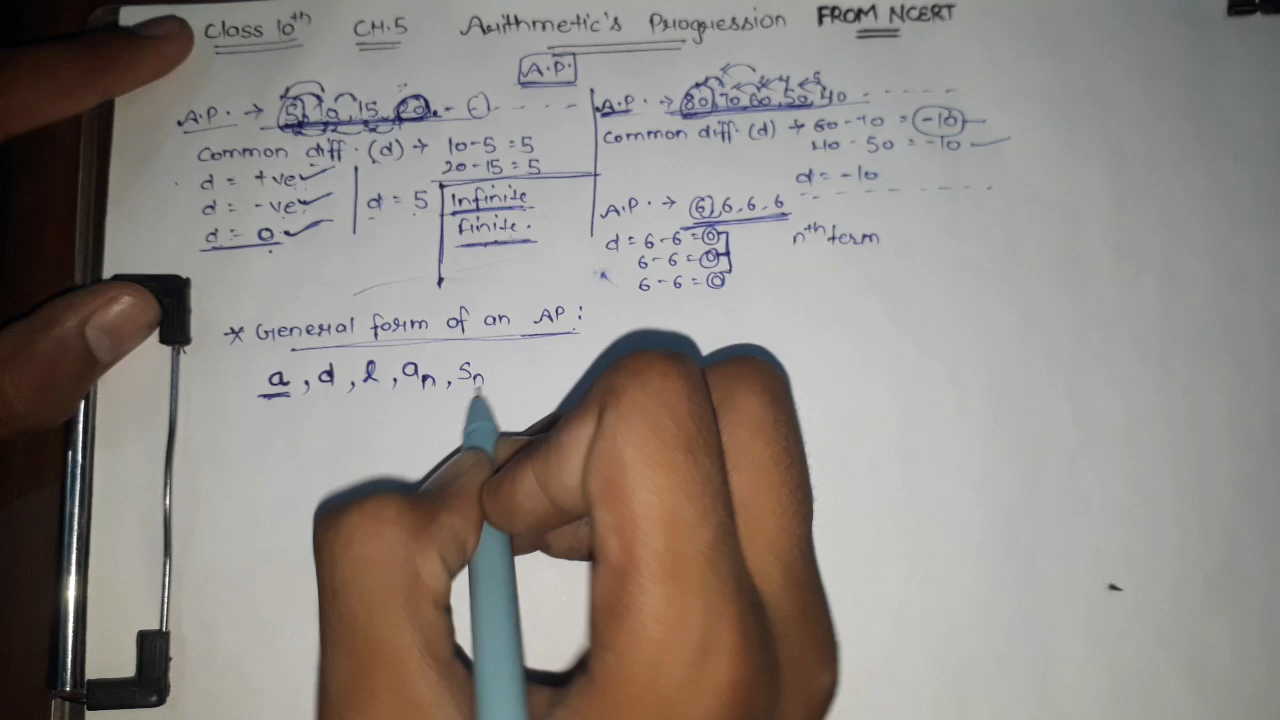 Class 10th CH.5 Arithmetic's Progression FROM NCERT
A.P.
A.P. → 5, 10, 15, 20, - - - - - -
Common diff. (d) → 10-5 = 5
20-15 = 5
d = +ve ✓
d = -ve ✓
d = 0 ✓
d = 5
Infinite
Finite.
A.P. → 80, 70, 60, 50, 40 - - - - -
Common diff. (d) → 60-70 = -10
40-50 = -10 ✓
d = -10
A.P. → 6, 6, 6, 6
d = 6-6 = 0
6-6 = 0
6-6 = 0
nth term
* General form of an AP :
a, d, l, an, Sn